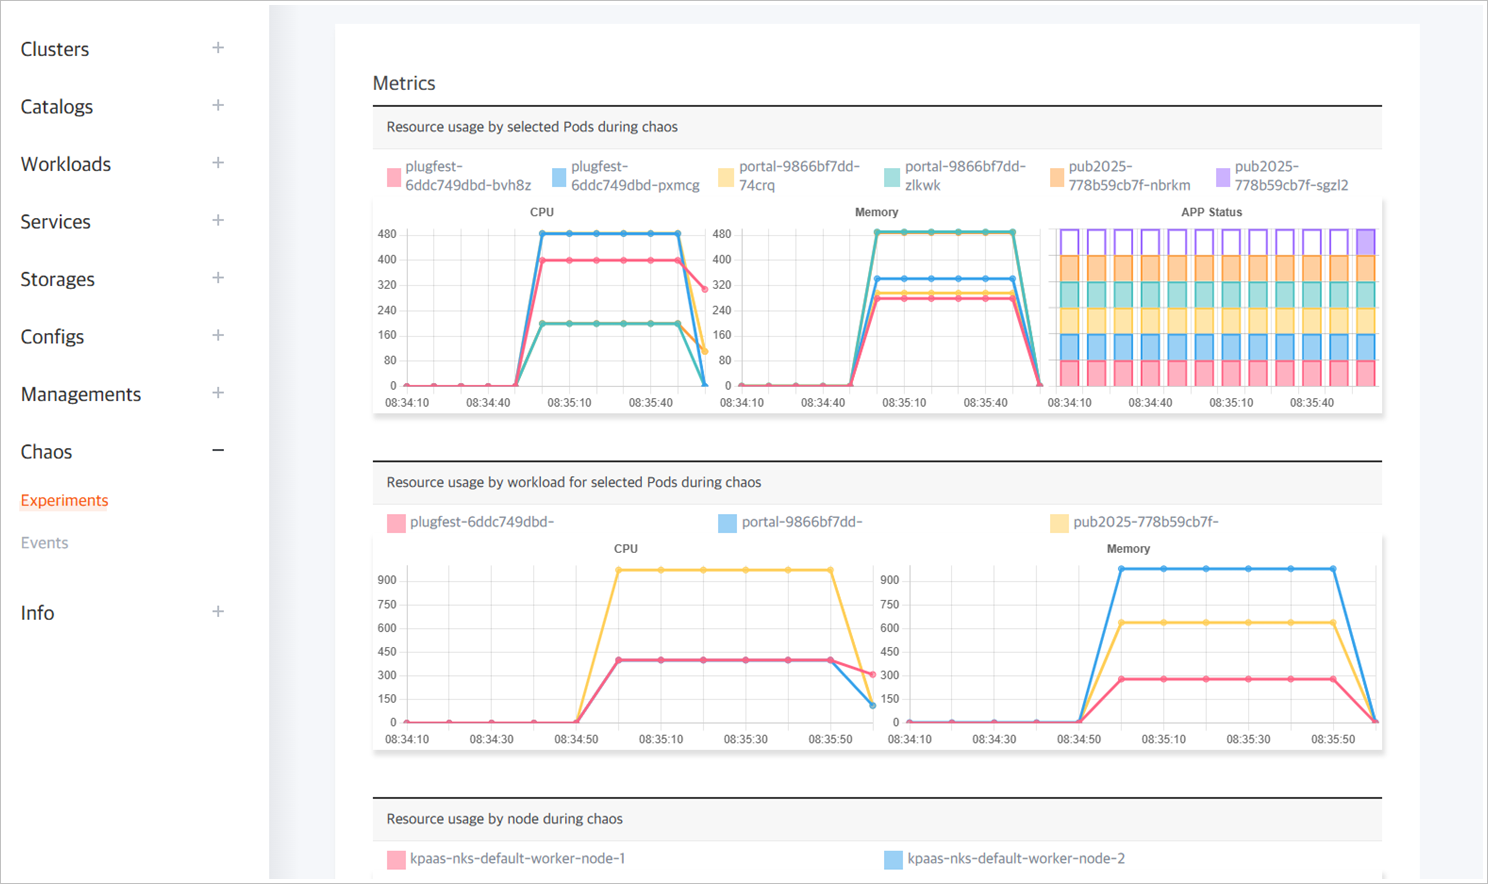 Clusters +
Catalogs +
Workloads +
Services +
Storages +
Configs +
Managements +
Chaos −
Experiments
Events
Info +
Metrics
Resource usage by selected Pods during chaos
plugfest-
6ddc749dbd-bvh8z
plugfest-
6ddc749dbd-pxmcg
portal-9866bf7dd-
74crq
portal-9866bf7dd-
zlkwk
pub2025-
778b59cb7f-nbrkm
pub2025-
778b59cb7f-sgzl2
CPU
480
400
320
240
160
80
0
08:34:10 08:34:40 08:35:10 08:35:40
Memory
480
400
320
240
160
80
0
08:34:10 08:34:40 08:35:10 08:35:40
APP Status
08:34:10 08:34:40 08:35:10 08:35:40
Resource usage by workload for selected Pods during chaos
plugfest-6ddc749dbd-
portal-9866bf7dd-
pub2025-778b59cb7f-
CPU
900
750
600
450
300
150
0
08:34:10 08:34:30 08:34:50 08:35:10 08:35:30 08:35:50
Memory
900
750
600
450
300
150
0
08:34:10 08:34:30 08:34:50 08:35:10 08:35:30 08:35:50
Resource usage by node during chaos
kpaas-nks-default-worker-node-1
kpaas-nks-default-worker-node-2